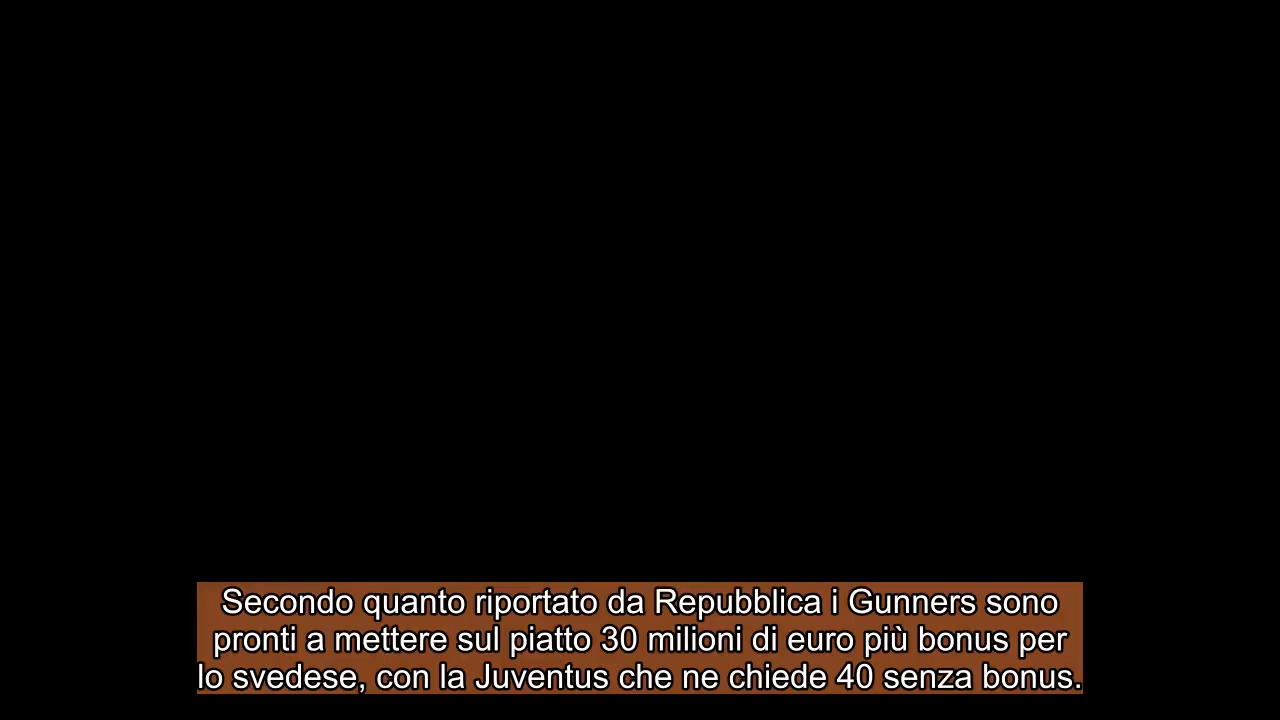 Secondo quanto riportato da Repubblica i Gunners sono
pronti a mettere sul piatto 30 milioni di euro più bonus per
lo svedese, con la Juventus che ne chiede 40 senza bonus.